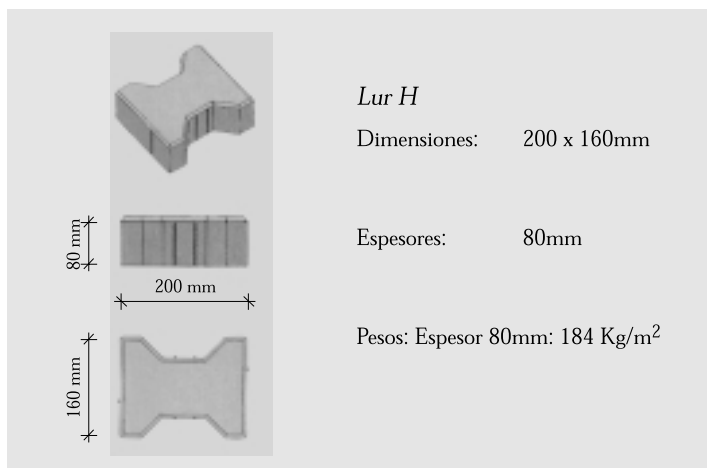 Lur H
Dimensiones: 200 x 160mm
80 mm
Espesores: 80mm
200 mm
Pesos: Espesor 80mm: 184 Kg/m²
160 mm